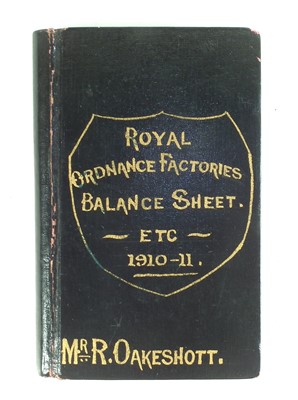 ROYAL
ORDNANCE FACTORIES
BALANCE SHEET.
— ETC —
1910-11.
MR R. OAKESHOTT.